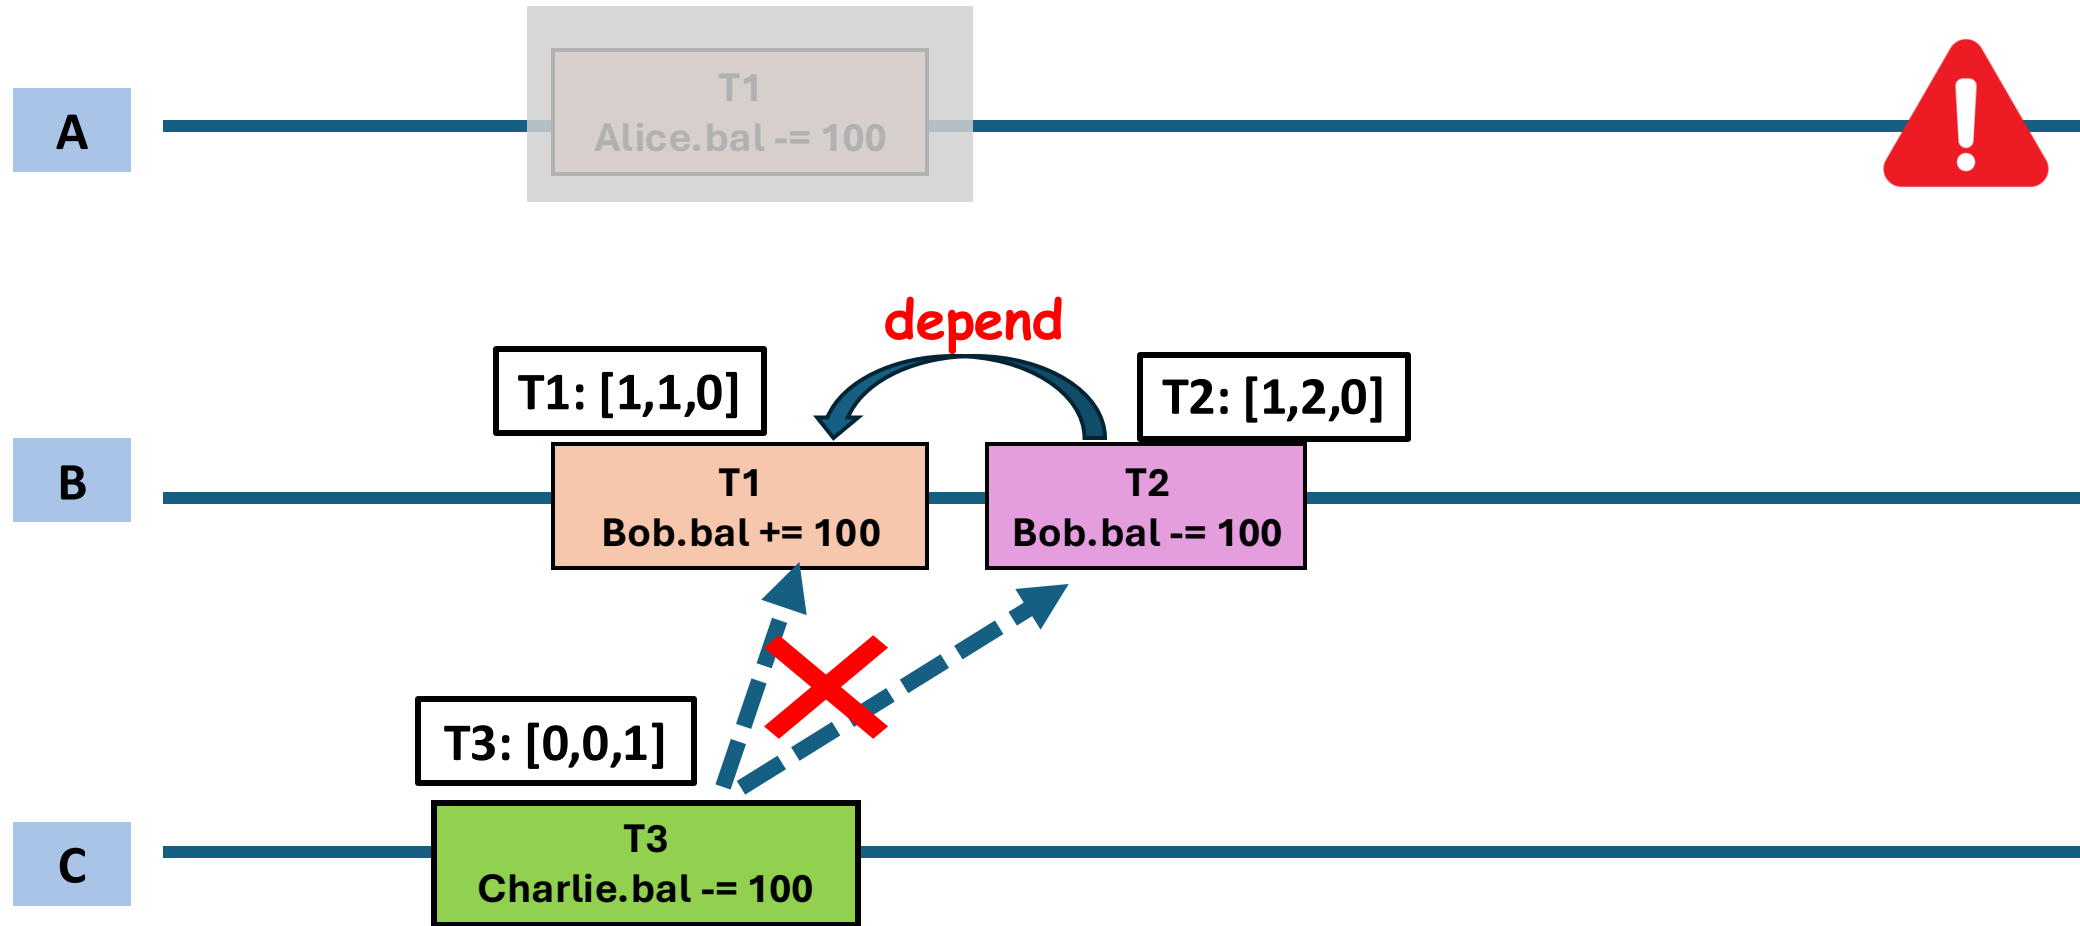 A
T1
Alice.bal -= 100
depend
T1: [1,1,0]
T2: [1,2,0]
B
T1
Bob.bal += 100
T2
Bob.bal -= 100
T3: [0,0,1]
C
T3
Charlie.bal -= 100